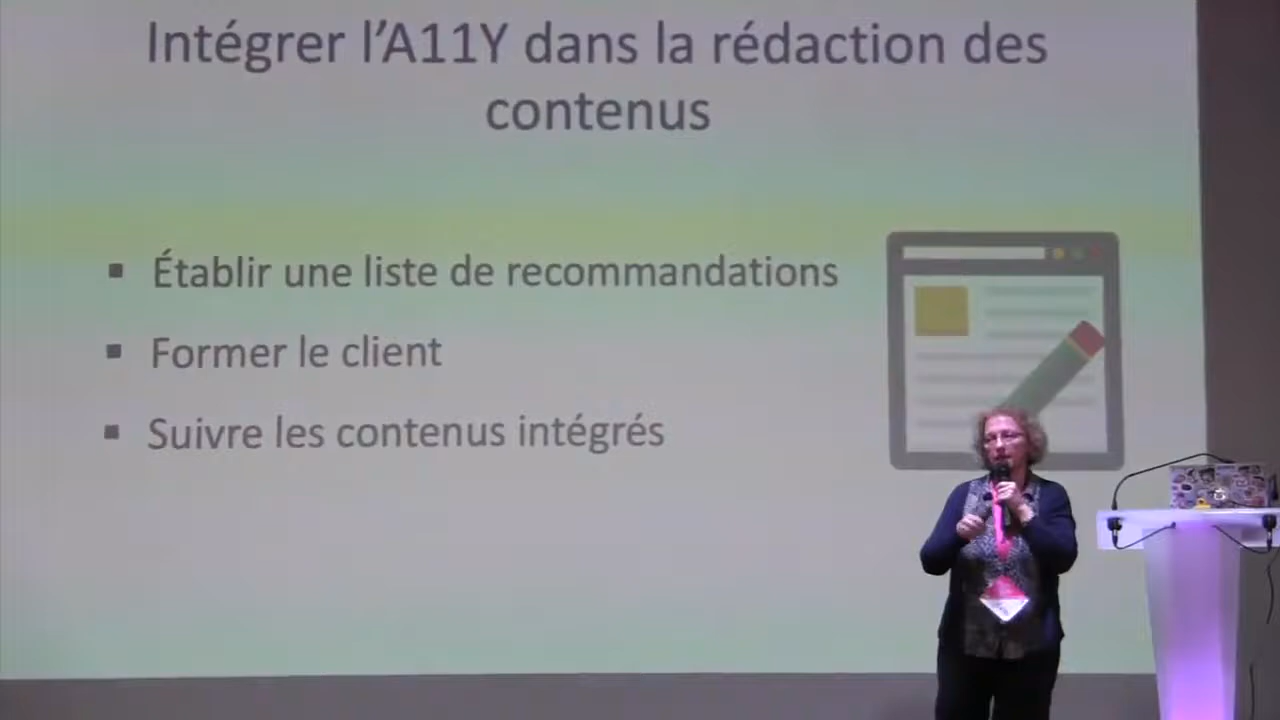 Intégrer l’A11Y dans la rédaction des
contenus
▪ Établir une liste de recommandations
▪ Former le client
▪ Suivre les contenus intégrés